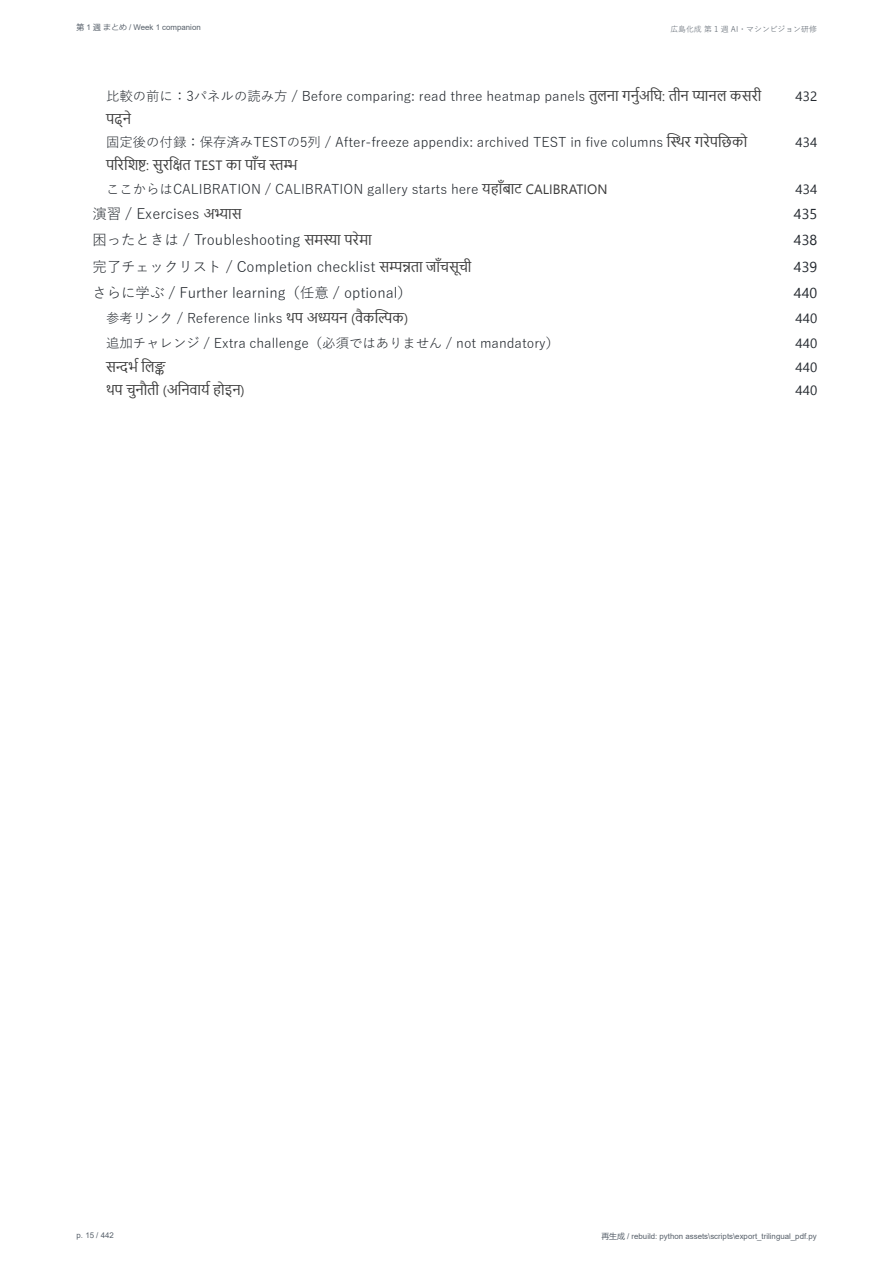 第 1 週 まとめ / Week 1 companion
広島化成 第 1 週 AI・マシンビジョン研修
比較の前に：3パネルの読み方 / Before comparing: read three heatmap panels तुलना गर्नुअघि: तीन प्यानल कसरी 432
पढ्ने
固定後の付録：保存済みTESTの5列 / After-freeze appendix: archived TEST in five columns स्थिर गरेपछिको 434
परिशिष्ट: सुरक्षित TEST का पाँच स्तम्भ
ここからはCALIBRATION / CALIBRATION gallery starts here यहाँबाट CALIBRATION 434
演習 / Exercises अभ्यास 435
困ったときは / Troubleshooting समस्या परेमा 438
完了チェックリスト / Completion checklist सम्पन्नता जाँचसूची 439
さらに学ぶ / Further learning（任意 / optional） 440
参考リンク / Reference links थप अध्ययन (वैकल्पिक) 440
追加チャレンジ / Extra challenge（必須ではありません / not mandatory） 440
सन्दर्भ लिङ्क 440
थप चुनौती (अनिवार्य होइन) 440
p. 15 / 442
再生成 / rebuild: python assets\scripts\export_trilingual_pdf.py